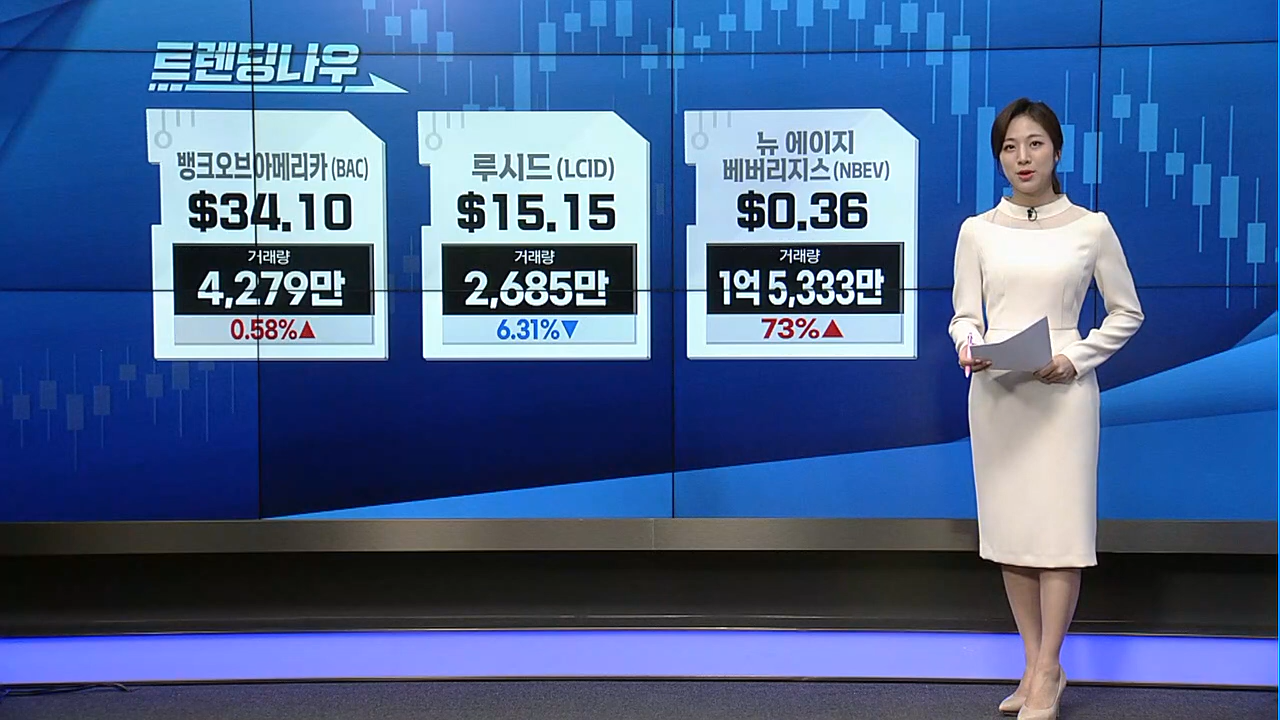 트렌딩나우
뱅크오브아메리카(BAC)
$34.10
거래량
4,279만
0.58%▲
루시드(LCID)
$15.15
거래량
2,685만
6.31%▼
뉴 에이지
베버리지스(NBEV)
$0.36
거래량
1억 5,333만
73%▲